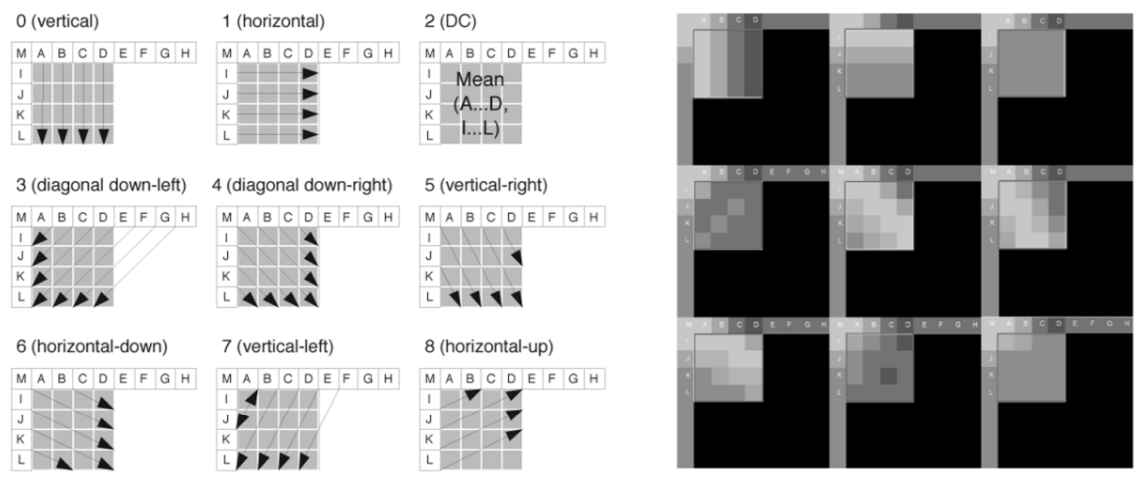 0 (vertical)
M A B C D E F G H
I
J
K
L
1 (horizontal)
M A B C D E F G H
I
J
K
L
2 (DC)
M A B C D E F G H
I
J
K
L
Mean
(A...D,
I...L)
3 (diagonal down-left)
M A B C D E F G H
I
J
K
L
4 (diagonal down-right)
M A B C D E F G H
I
J
K
L
5 (vertical-right)
M A B C D E F G H
I
J
K
L
6 (horizontal-down)
M A B C D E F G H
I
J
K
L
7 (vertical-left)
M A B C D E F G H
I
J
K
L
8 (horizontal-up)
M A B C D E F G H
I
J
K
L
A B C D
I
J
K
L
A B C D
A B C D E F G H
J
K
L
M A B C D
J
K
L
M A B C D
J
K
L
M A B C D E F G H
J
K
L
M A B C D E F G H
J
K
L
M A B C D E F G H
J
K
L